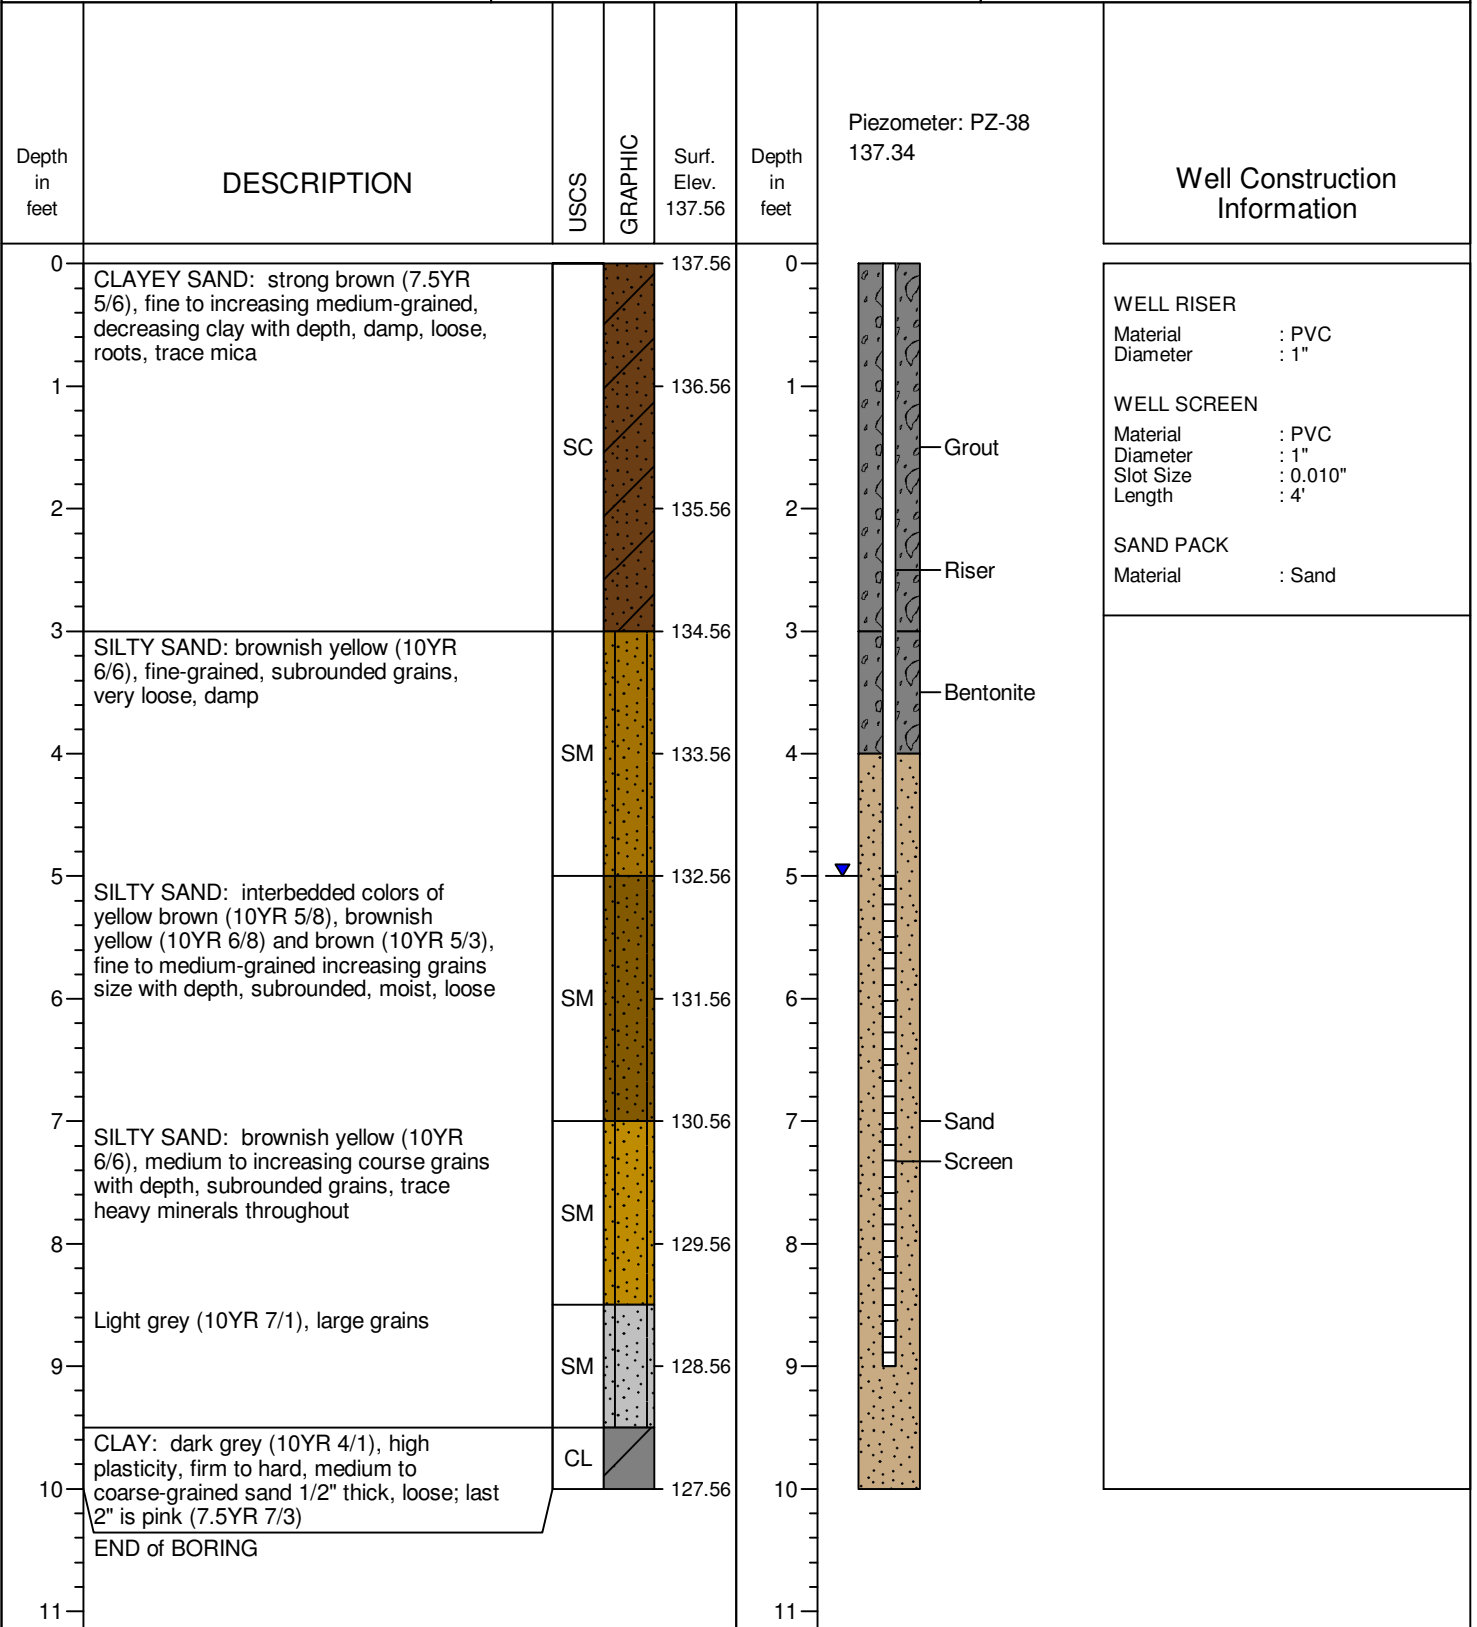 Depth
in
feet
DESCRIPTION
USCS
GRAPHIC
Surf.
Elev.
137.56
Depth
in
feet
Piezometer: PZ-38
137.34
Well Construction
Information
0
1
2
3
4
5
6
7
8
9
10
11
CLAYEY SAND: strong brown (7.5YR
5/6), fine to increasing medium-grained,
decreasing clay with depth, damp, loose,
roots, trace mica
SILTY SAND: brownish yellow (10YR
6/6), fine-grained, subrounded grains,
very loose, damp
SILTY SAND: interbedded colors of
yellow brown (10YR 5/8), brownish
yellow (10YR 6/8) and brown (10YR 5/3),
fine to medium-grained increasing grains
size with depth, subrounded, moist, loose
SILTY SAND: brownish yellow (10YR
6/6), medium to increasing course grains
with depth, subrounded grains, trace
heavy minerals throughout
Light grey (10YR 7/1), large grains
CLAY: dark grey (10YR 4/1), high
plasticity, firm to hard, medium to
coarse-grained sand 1/2" thick, loose; last
2" is pink (7.5YR 7/3)
END of BORING
SC
SM
SM
SM
SM
CL
137.56
136.56
135.56
134.56
133.56
132.56
131.56
130.56
129.56
128.56
127.56
0
1
2
3
4
5
6
7
8
9
10
11
Grout
Riser
Bentonite
Sand
Screen
WELL RISER
Material : PVC
Diameter : 1"
WELL SCREEN
Material : PVC
Diameter : 1"
Slot Size : 0.010"
Length : 4'
SAND PACK
Material : Sand